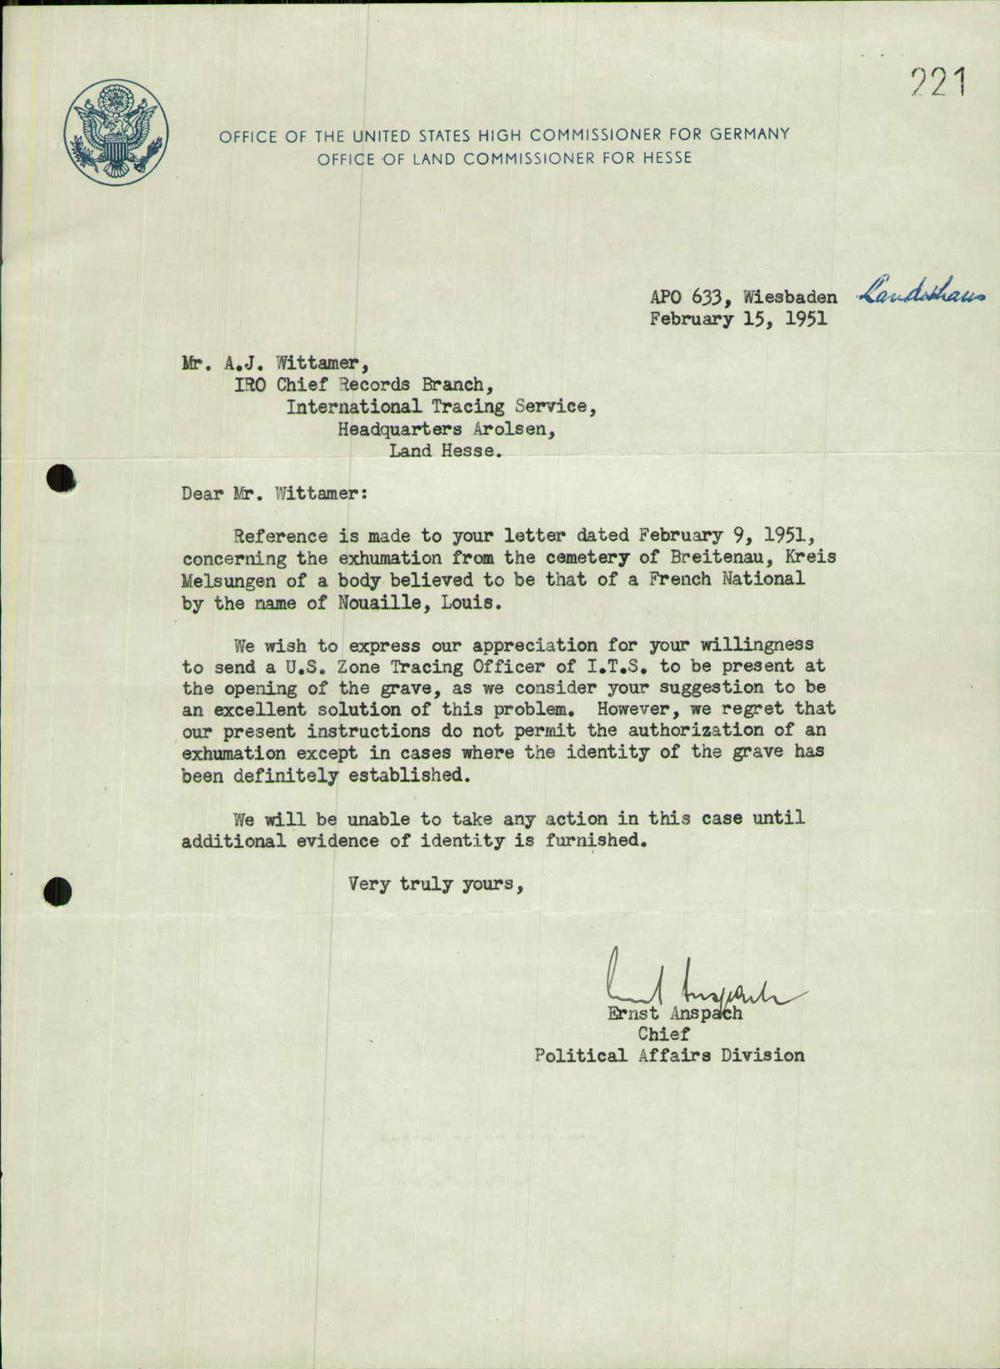 221
OFFICE OF THE UNITED STATES HIGH COMMISSIONER FOR GERMANY
OFFICE OF LAND COMMISSIONER FOR HESSE
APO 633, Wiesbaden Landeshaus
February 15, 1951
Mr. A.J. Wittamer,
IRO Chief Records Branch,
International Tracing Service,
Headquarters Arolsen,
Land Hesse.
Dear Mr. Wittamer:
Reference is made to your letter dated February 9, 1951,
concerning the exhumation from the cemetery of Breitenau, Kreis
Melsungen of a body believed to be that of a French National
by the name of Nouaille, Louis.
We wish to express our appreciation for your willingness
to send a U.S. Zone Tracing Officer of I.T.S. to be present at
the opening of the grave, as we consider your suggestion to be
an excellent solution of this problem. However, we regret that
our present instructions do not permit the authorization of an
exhumation except in cases where the identity of the grave has
been definitely established.
We will be unable to take any action in this case until
additional evidence of identity is furnished.
Very truly yours,
Ernst Anspach
Ernst Anspach
Chief
Political Affairs Division